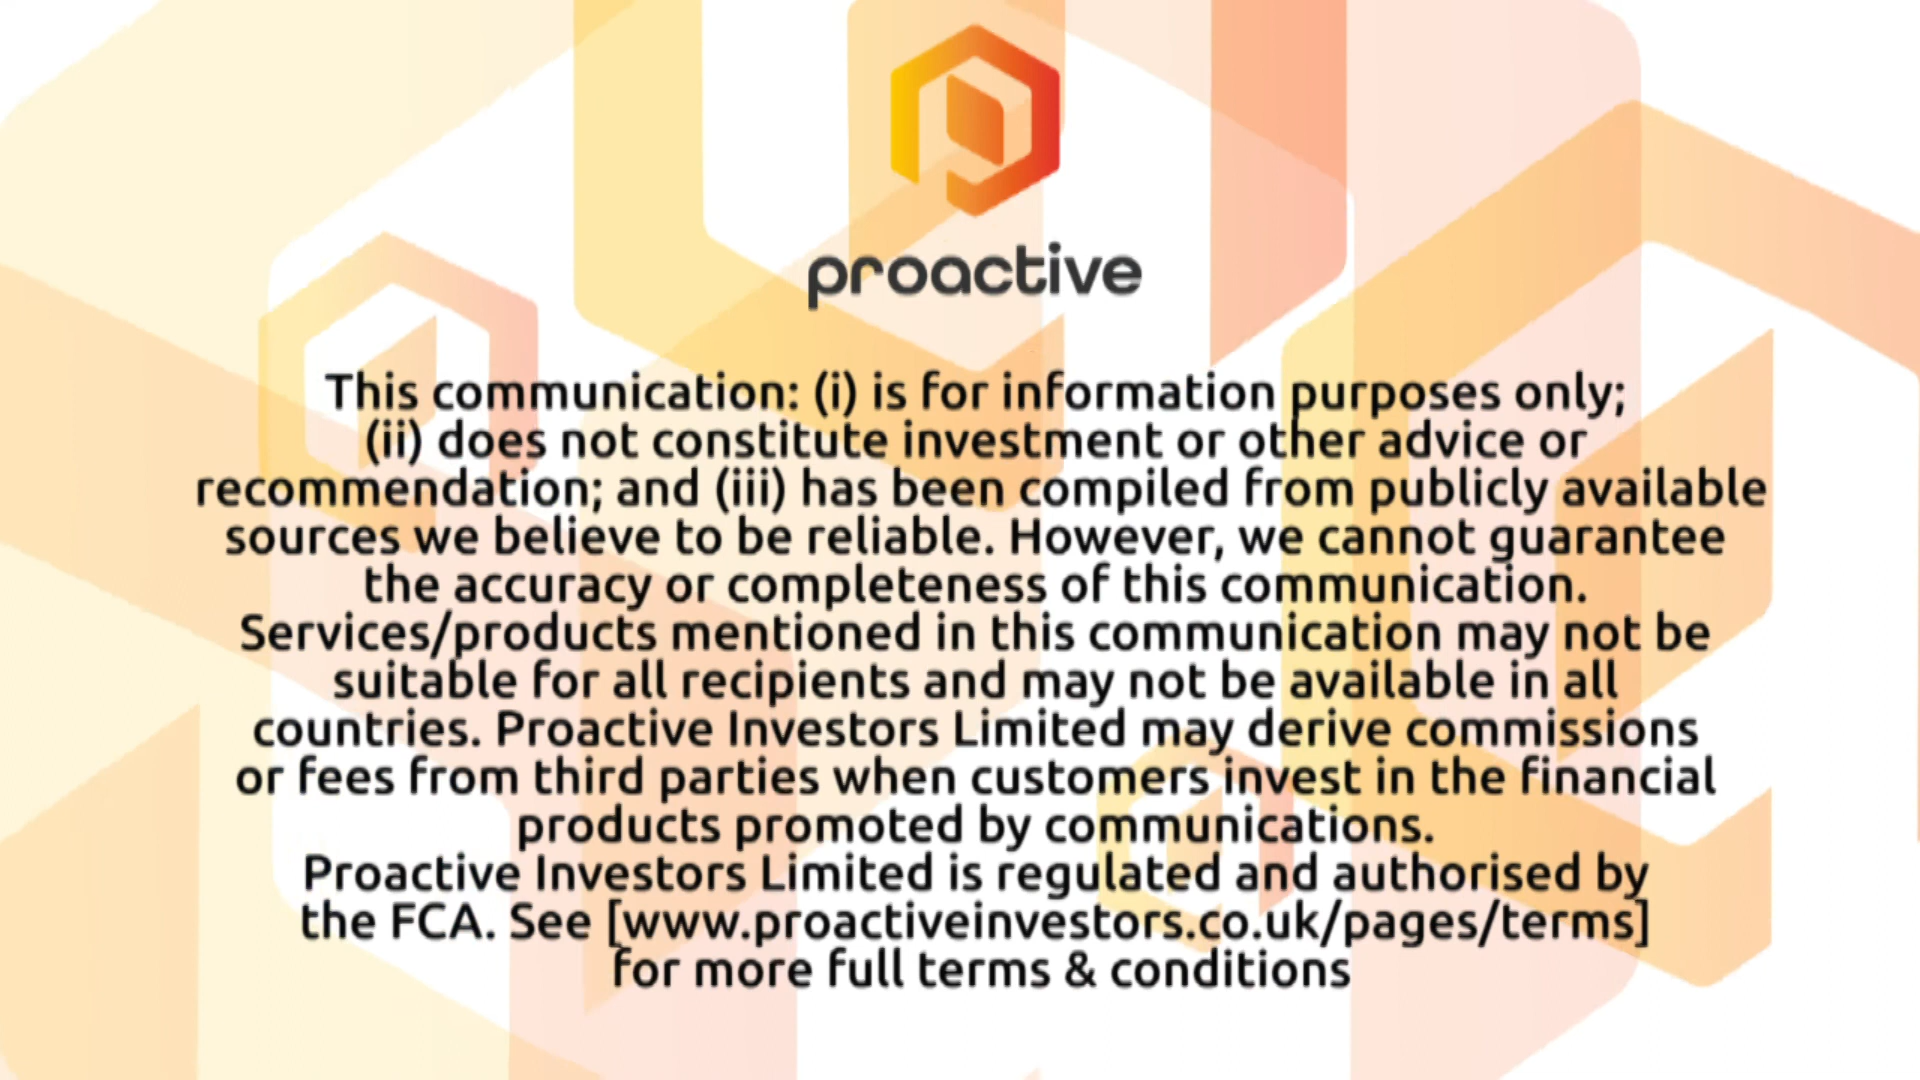 proactive
This communication: (i) is for information purposes only;
(ii) does not constitute investment or other advice or
recommendation; and (iii) has been compiled from publicly available
sources we believe to be reliable. However, we cannot guarantee
the accuracy or completeness of this communication.
Services/products mentioned in this communication may not be
suitable for all recipients and may not be available in all
countries. Proactive Investors Limited may derive commissions
or fees from third parties when customers invest in the financial
products promoted by communications.
Proactive Investors Limited is regulated and authorised by
the FCA. See [www.proactiveinvestors.co.uk/pages/terms]
for more full terms & conditions